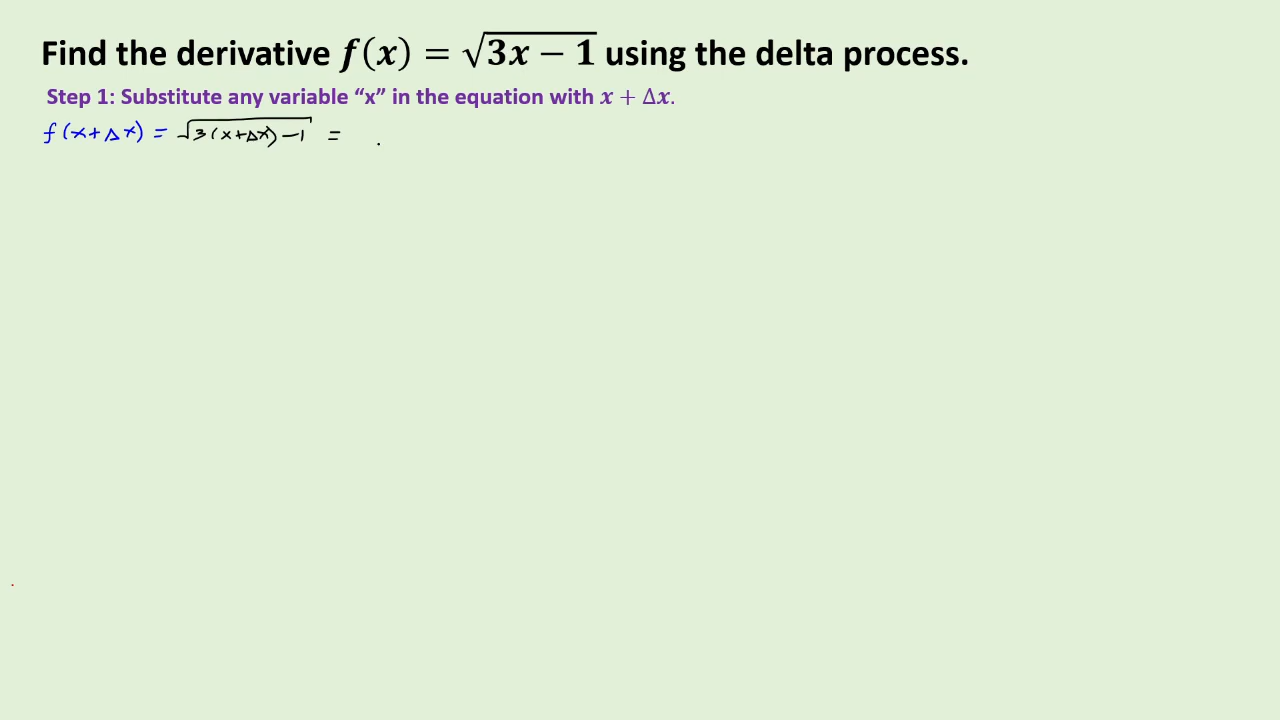 Find the derivative f(x) = √3x − 1 using the delta process.
Step 1: Substitute any variable “x” in the equation with x + Δx.
f(x+Δx) = √3(x+Δx)−1 =